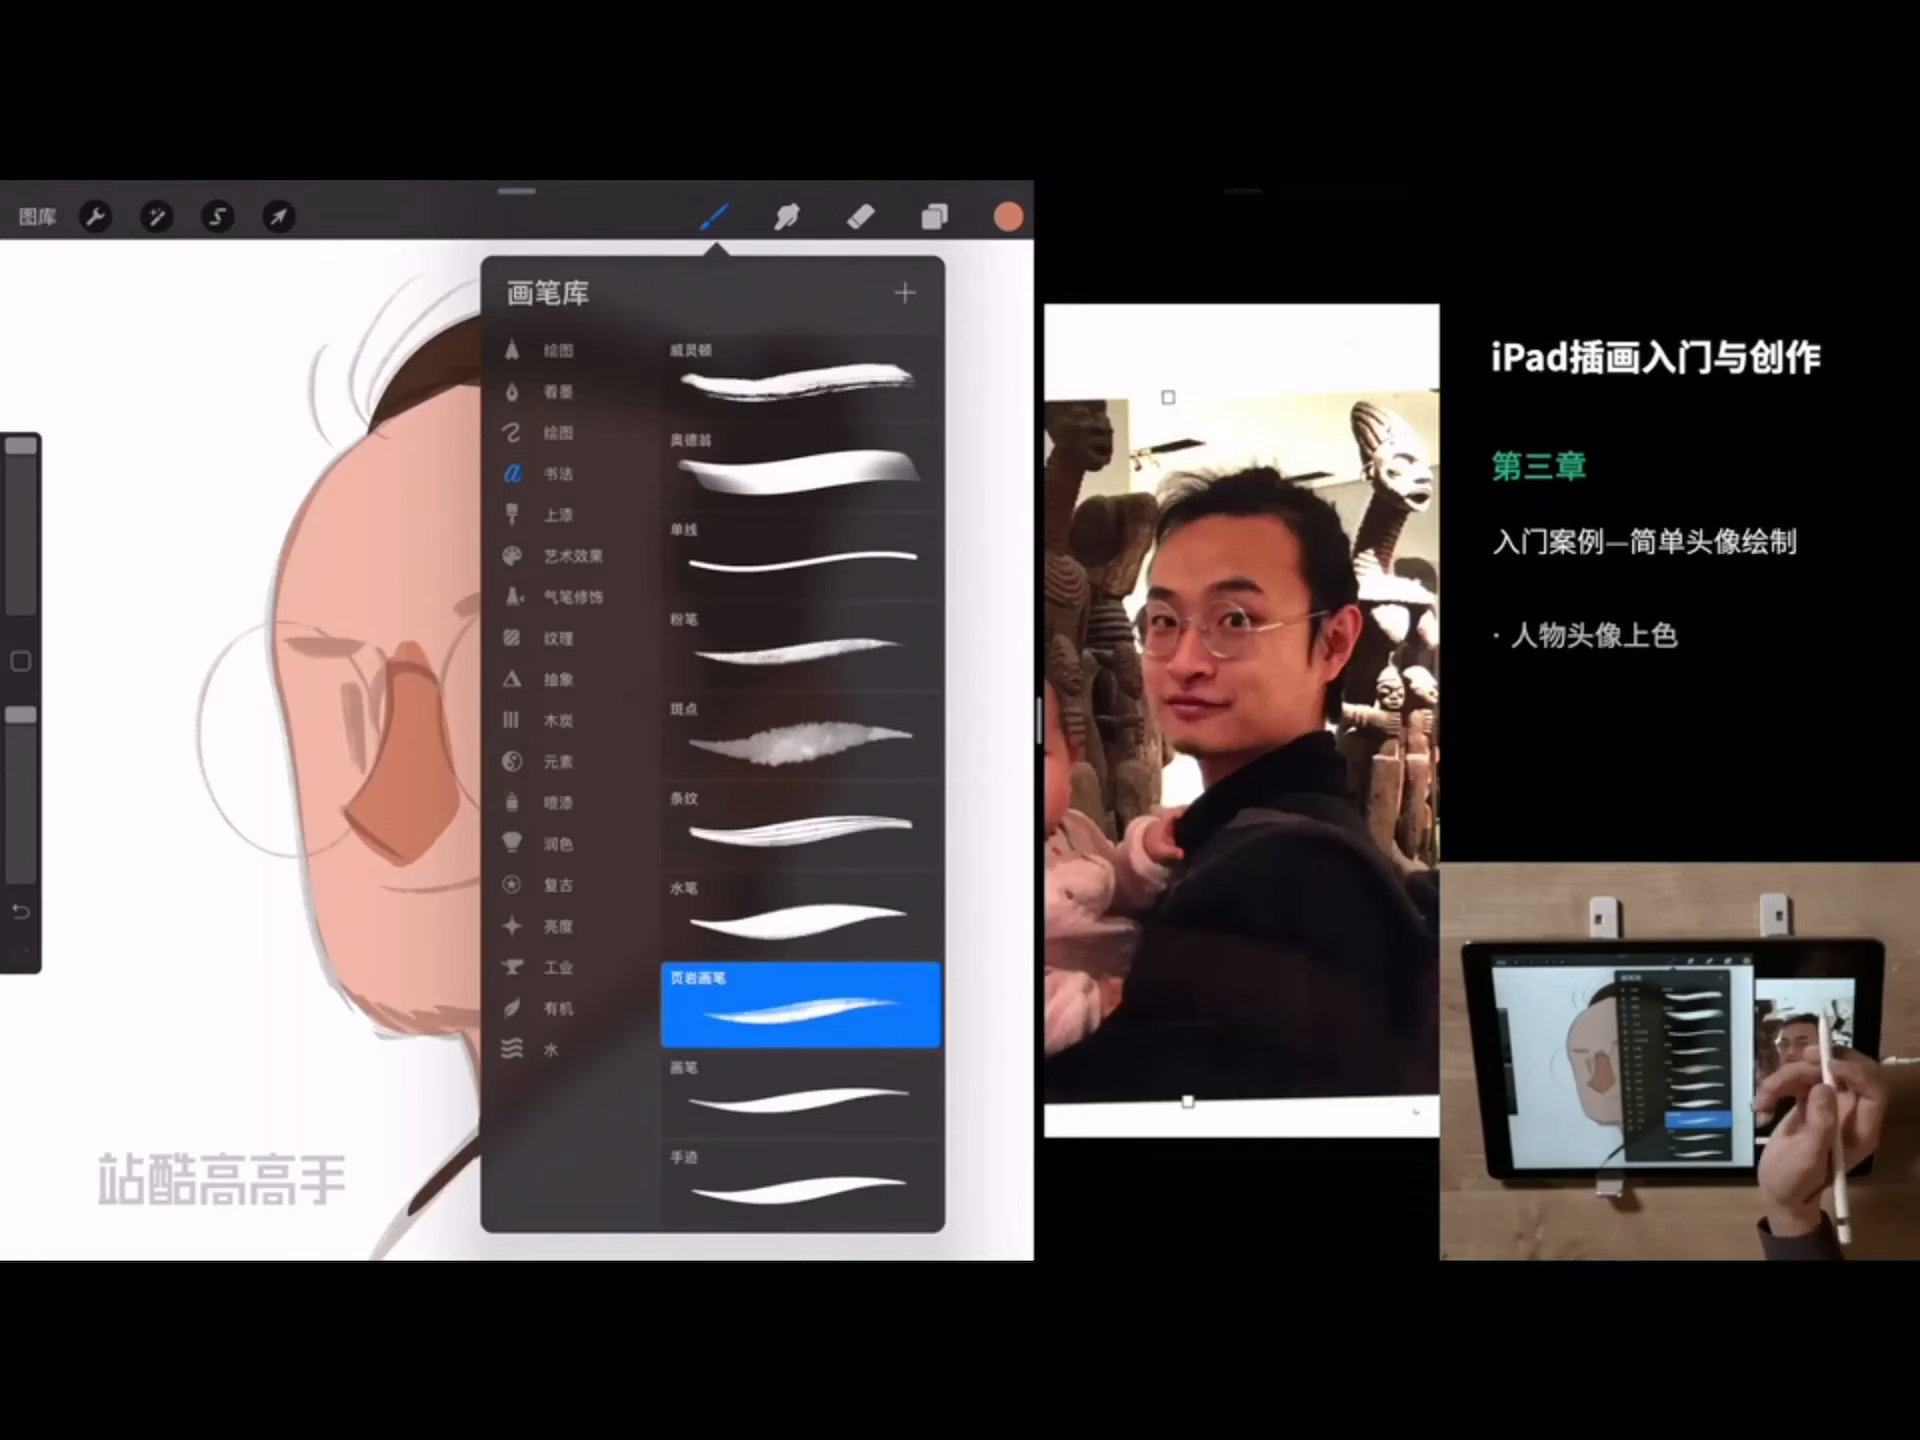 图库
画笔库
绘图
着墨
绘图
书法
上漆
艺术效果
气笔修饰
纹理
抽象
木炭
元素
喷漆
润色
复古
亮度
工业
有机
水
威灵顿
奥德翁
单线
粉笔
斑点
条纹
水笔
页岩画笔
画笔
手迹
站酷高高手
iPad插画入门与创作
第三章
入门案例—简单头像绘制
· 人物头像上色